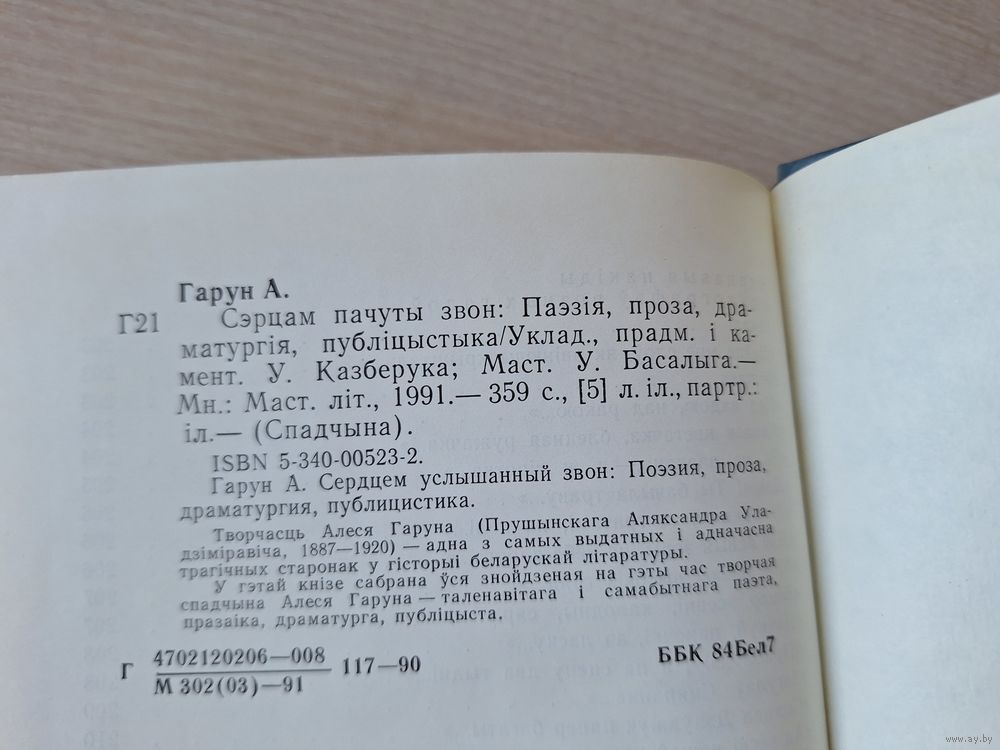 Гарун А.
Г21
Сэрцам пачуты звон: Паэзія, проза, дра-
матургія, публіцыстыка/Уклад., прадм. і ка-
мент. У. Казберука; Маст. У. Басалыга.—
Мн.: Маст. літ., 1991.— 359 с., [5] л. іл., партр.:
іл.— (Спадчына).
ISBN 5-340-00523-2.
Гарун А. Сердцем услышанный звон: Поэзия, проза,
драматургия, публицистика.
Творчасць Алеся Гаруна (Прушынскага Аляксандра Ула-
дзіміравіча, 1887—1920) — адна з самых выдатных і адначасна
трагічных старонак у гісторыі беларускай літаратуры.
У гэтай кнізе сабрана ўся знойдзеная на гэты час творчая
спадчына Алеся Гаруна — таленавітага і самабытнага паэта,
празаіка, драматурга, публіцыста.
Г 4702120206—008 117—90
М 302(03)—91
ББК 84Бел7
www.ay.by